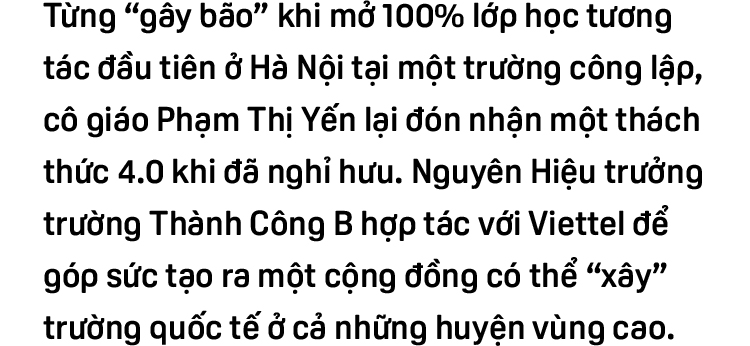 Từng “gây bão” khi mở 100% lớp học tương
tác đầu tiên ở Hà Nội tại một trường công lập,
cô giáo Phạm Thị Yến lại đón nhận một thách
thức 4.0 khi đã nghỉ hưu. Nguyên Hiệu trưởng
trường Thành Công B hợp tác với Viettel để
góp sức tạo ra một cộng đồng có thể “xây”
trường quốc tế ở cả những huyện vùng cao.